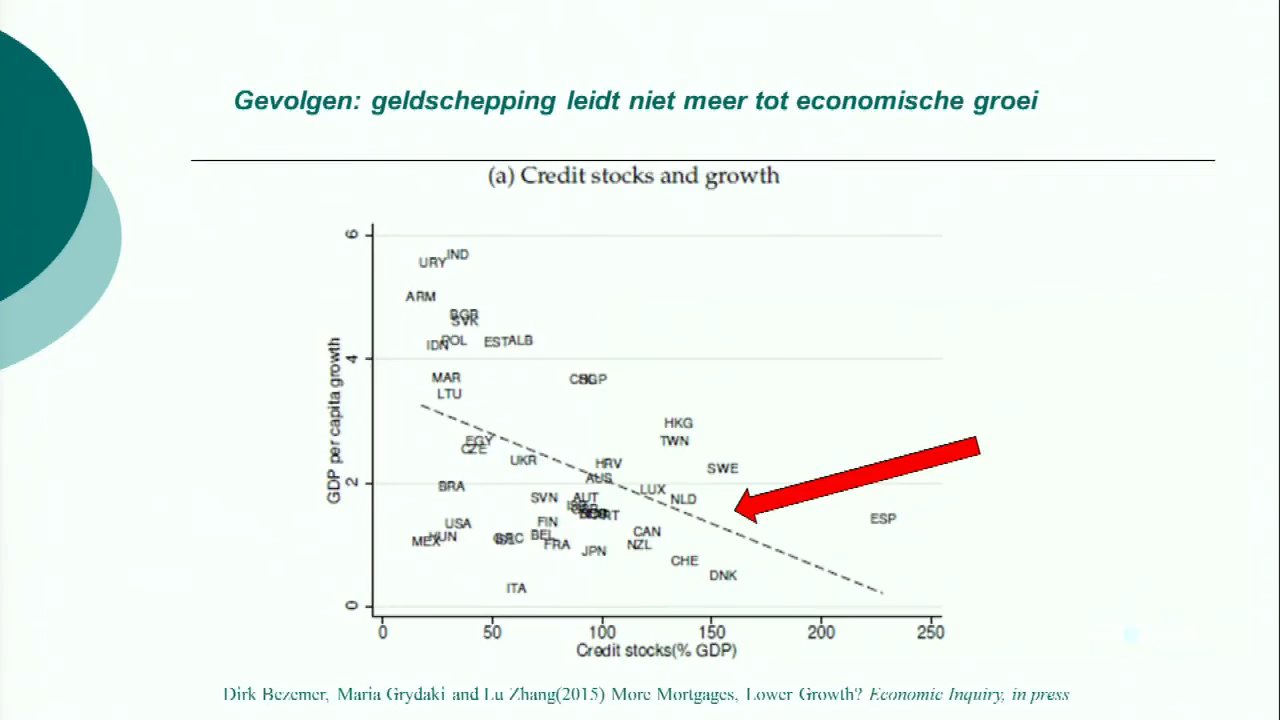 Gevolgen: geldschepping leidt niet meer tot economische groei
(a) Credit stocks and growth
GDP per capita growth
6
4
2
0
IND
URY
ARM
BGR
SVK
POL
IDN
EST
ALB
MAR
LTU
SGP
HKG
TWN
EGY
CZE
UKR
HRV
SWE
AUS
BRA
LUX
NLD
SVN
AUT
ESP
USA
FIN
CAN
MEX
HUN
BEL
FRA
NZL
JPN
CHE
DNK
ITA
0 50 100 150 200 250
Credit stocks(% GDP)
Dirk Bezemer, Maria Grydaki and Lu Zhang(2015) More Mortgages, Lower Growth? Economic Inquiry, in press